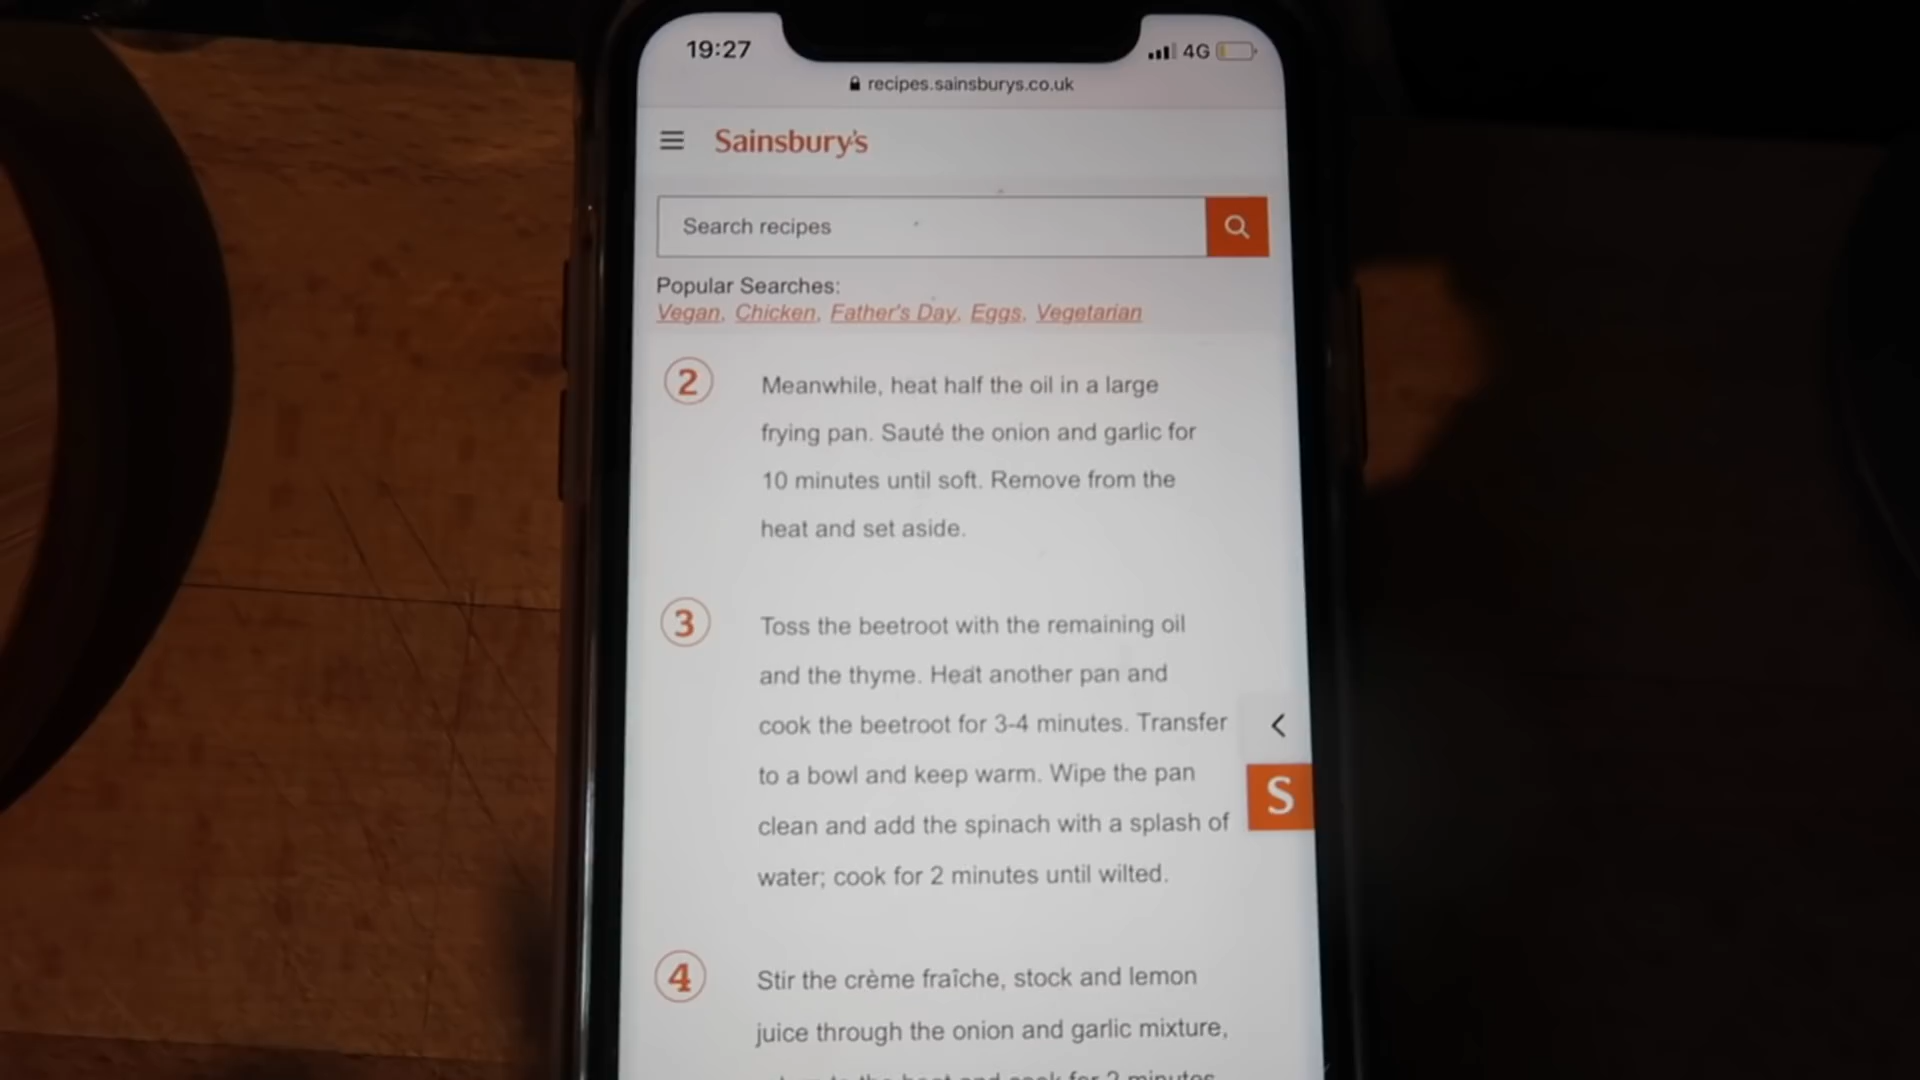 19:27
4G
recipes.sainsburys.co.uk
Sainsbury's
Search recipes
Popular Searches:
Vegan, Chicken, Father's Day, Eggs, Vegetarian
2
Meanwhile, heat half the oil in a large
frying pan. Sauté the onion and garlic for
10 minutes until soft. Remove from the
heat and set aside.
3
Toss the beetroot with the remaining oil
and the thyme. Heat another pan and
cook the beetroot for 3-4 minutes. Transfer
to a bowl and keep warm. Wipe the pan
clean and add the spinach with a splash of
water; cook for 2 minutes until wilted.
S
4
Stir the crème fraîche, stock and lemon
juice through the onion and garlic mixture,